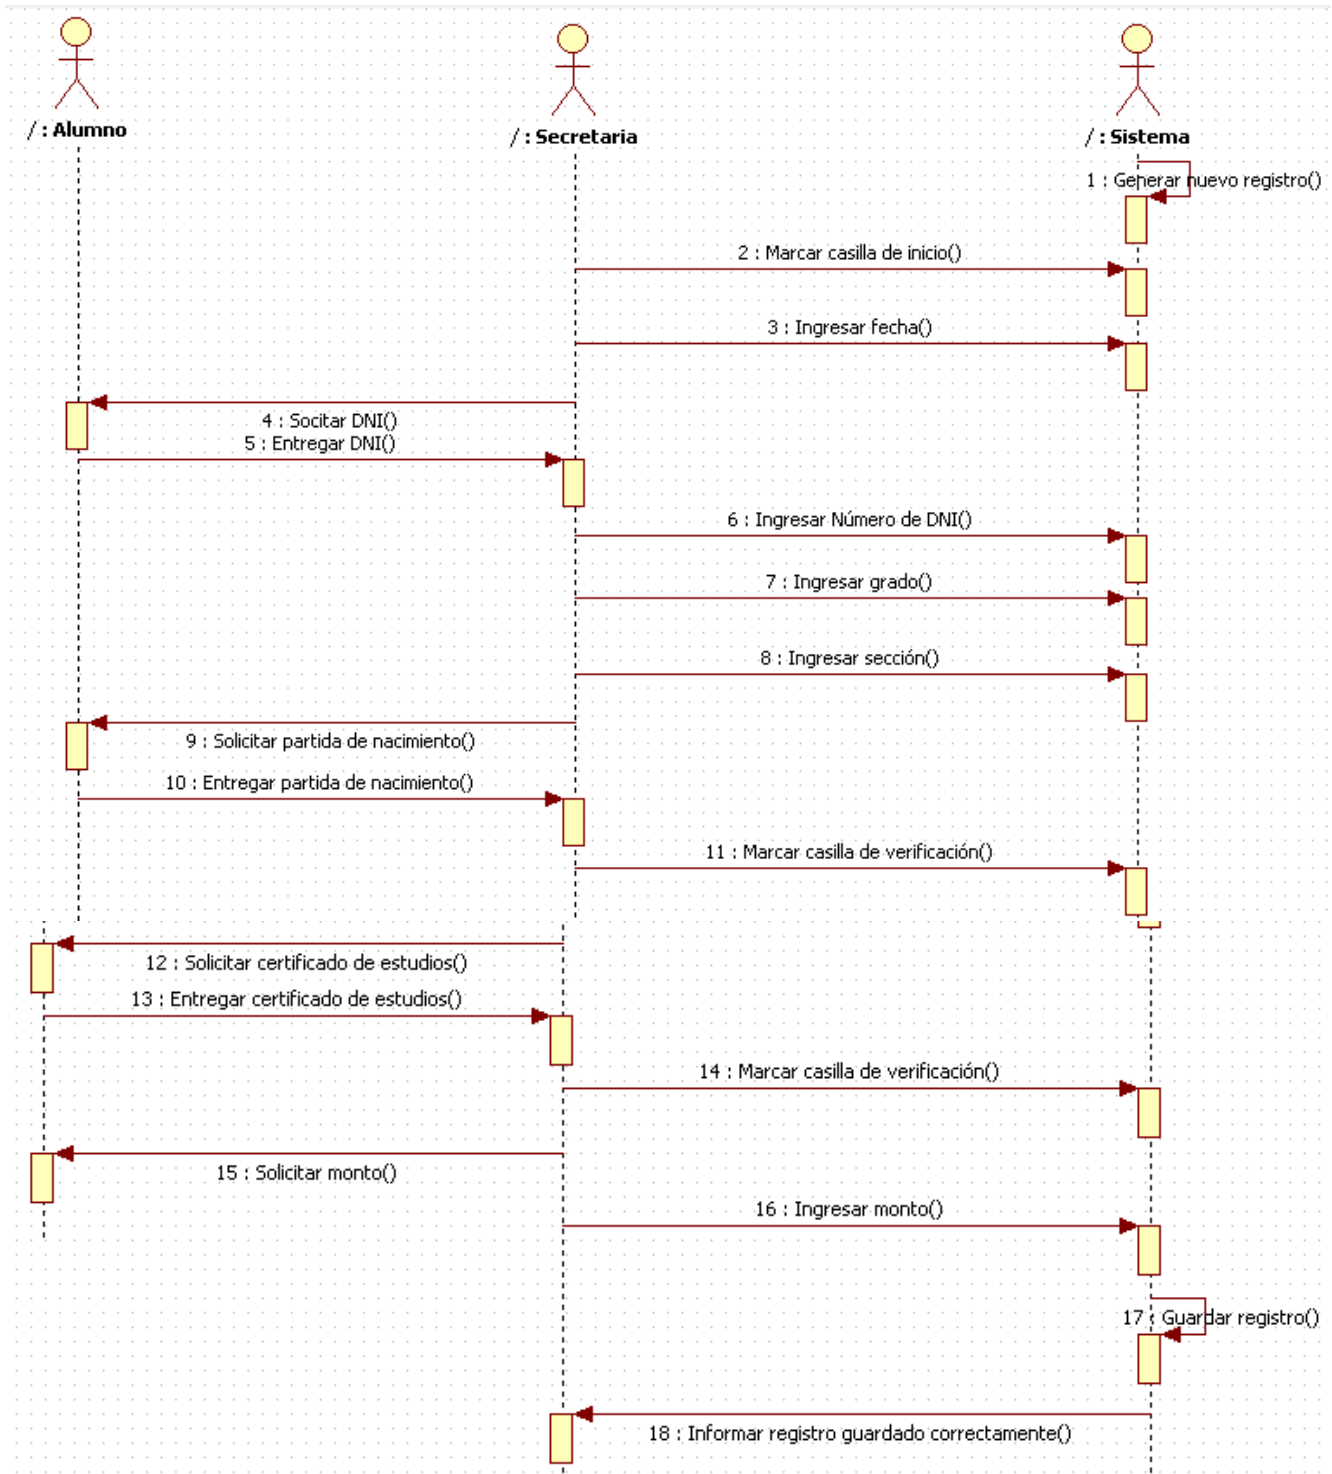 / : Alumno
/ : Secretaria
/ : Sistema
1 : Generar nuevo registro()
2 : Marcar casilla de inicio()
3 : Ingresar fecha()
4 : Socitar DNI()
5 : Entregar DNI()
6 : Ingresar Número de DNI()
7 : Ingresar grado()
8 : Ingresar sección()
9 : Solicitar partida de nacimiento()
10 : Entregar partida de nacimiento()
11 : Marcar casilla de verificación()
12 : Solicitar certificado de estudios()
13 : Entregar certificado de estudios()
14 : Marcar casilla de verificación()
15 : Solicitar monto()
16 : Ingresar monto()
17 : Guardar registro()
18 : Informar registro guardado correctamente()